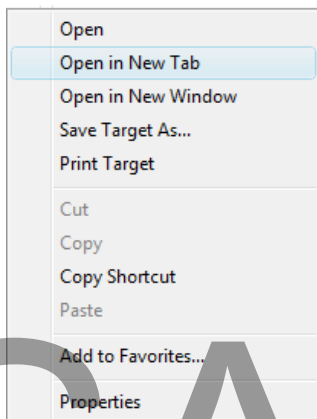 Open
Open in New Tab
Open in New Window
Save Target As...
Print Target
Cut
Copy
Copy Shortcut
Paste
Add to Favorites...
Properties